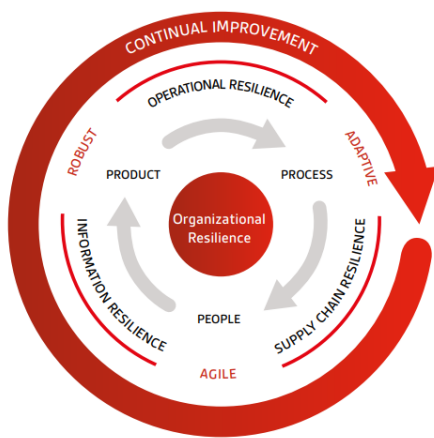 CONTINUAL IMPROVEMENT
OPERATIONAL RESILIENCE
ROBUST
ADAPTIVE
PRODUCT
PROCESS
Organizational
Resilience
INFORMATION RESILIENCE
SUPPLY CHAIN RESILIENCE
PEOPLE
AGILE